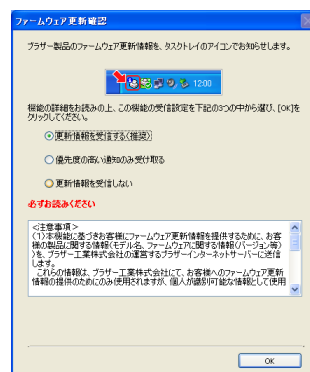 ファームウェア更新確認
ブラザー製品のファームウェア更新情報を、タスクトレイのアイコンでお知らせします。
12:00
機能の詳細をお読みの上、この機能の受信設定を下記の3つの中から選び、[OK]を
クリックしてください。
更新情報を受信する(推奨)
優先度の高い通知のみ受け取る
更新情報を受信しない
必ずお読みください
<注意事項>
(1)本機能に基づきお客様にファームウェア更新情報を提供するために、お客
様の製品に関する情報(モデル名、ファームウェアに関する情報(バージョン等)
)を、ブラザー工業株式会社の運営するブラザーインターネットサーバーに送信
します。
これらの情報は、ブラザー工業株式会社にて、お客様へのファームウェア更新
情報の提供のためにのみ使用されますが、個人が識別可能な情報として使用
OK